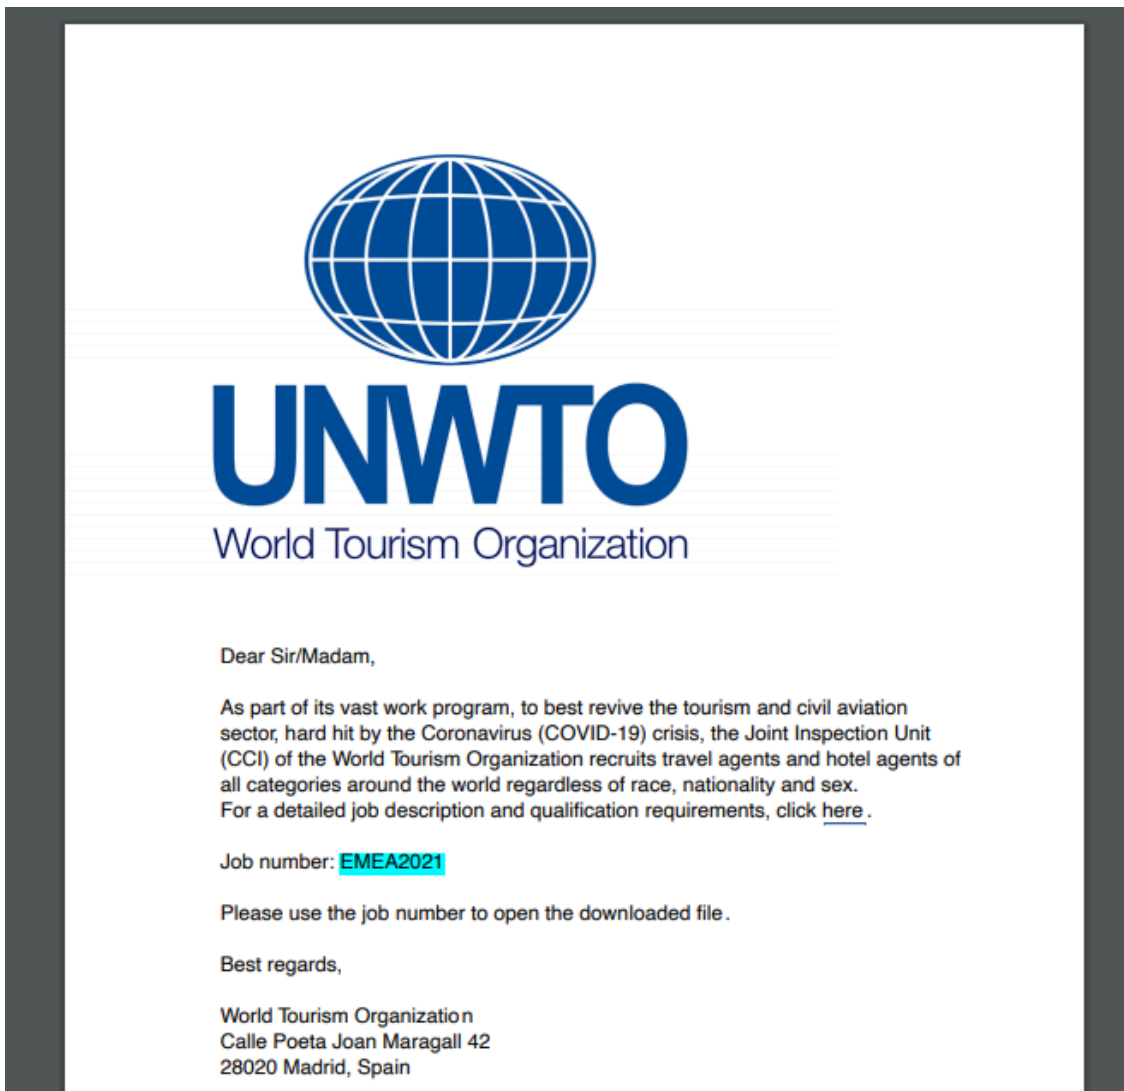 UNWTO
World Tourism Organization
Dear Sir/Madam,
As part of its vast work program, to best revive the tourism and civil aviation
sector, hard hit by the Coronavirus (COVID-19) crisis, the Joint Inspection Unit
(CCI) of the World Tourism Organization recruits travel agents and hotel agents of
all categories around the world regardless of race, nationality and sex.
For a detailed job description and qualification requirements, click here .
Job number: EMEA2021
Please use the job number to open the downloaded file.
Best regards,
World Tourism Organization
Calle Poeta Joan Maragall 42
28020 Madrid, Spain